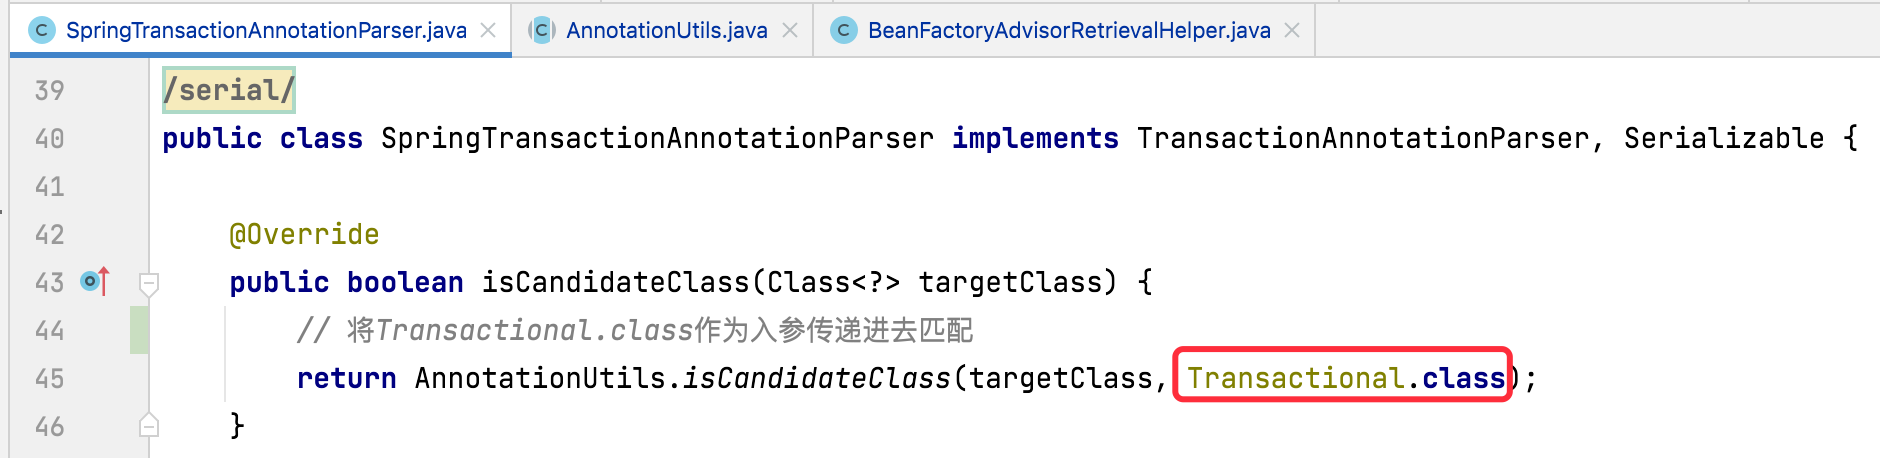 SpringTransactionAnnotationParser.java AnnotationUtils.java BeanFactoryAdvisorRetrievalHelper.java
39 /serial/
40 public class SpringTransactionAnnotationParser implements TransactionAnnotationParser, Serializable {
41
42 @Override
43 public boolean isCandidateClass(Class<?> targetClass) {
44 // 将Transactional.class作为入参传递进去匹配
45 return AnnotationUtils.isCandidateClass(targetClass, Transactional.class);
46 }